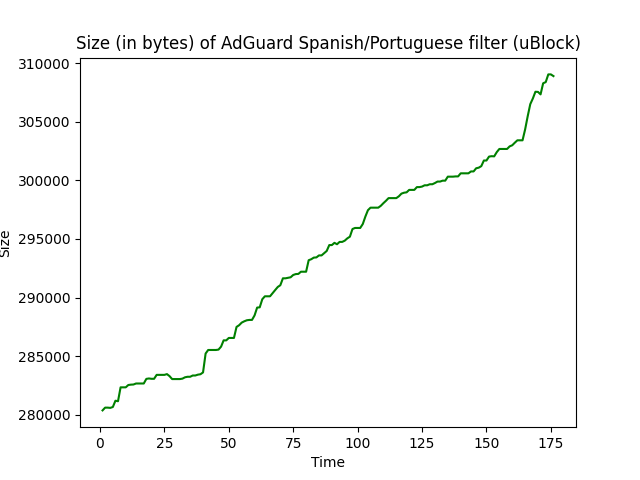 Size (in bytes) of AdGuard Spanish/Portuguese filter (uBlock)
310000
305000
300000
295000
290000
285000
280000
Size
0 25 50 75 100 125 150 175
Time